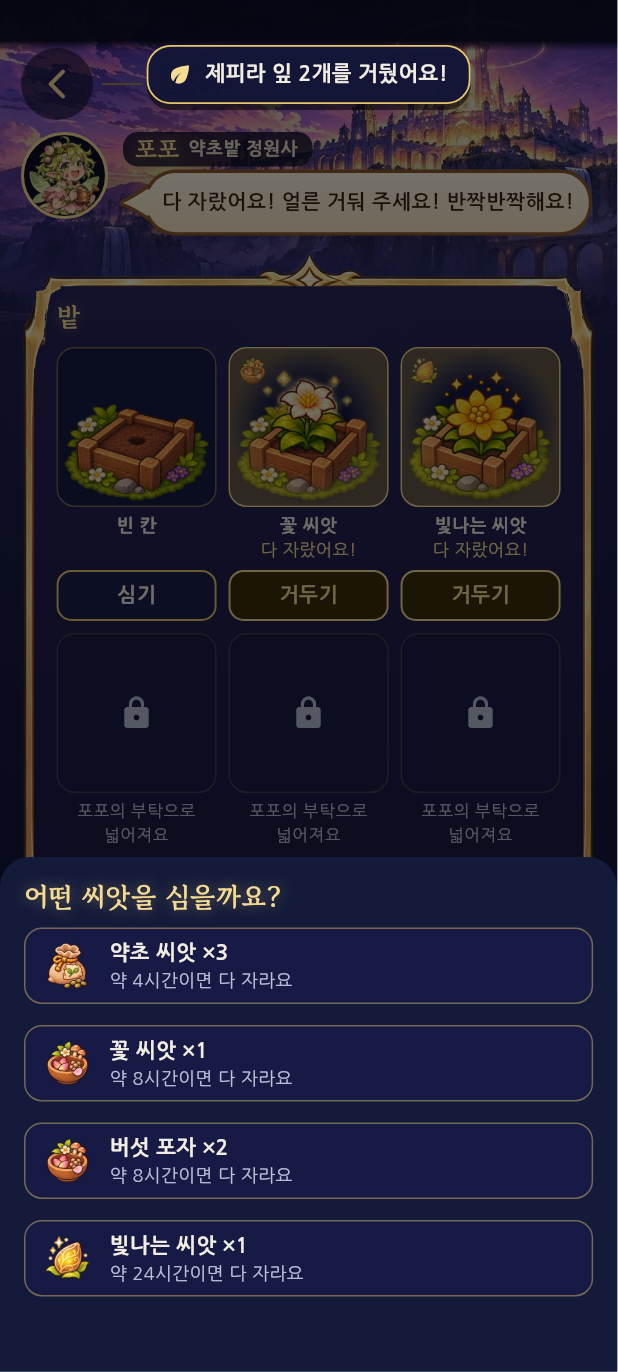 제피라 잎 2개를 거뒀어요!
포포 약초밭 정원사
다 자랐어요! 얼른 거둬 주세요! 반짝반짝해요!
밭
빈 칸
꽃 씨앗
다 자랐어요!
빛나는 씨앗
다 자랐어요!
심기
거두기
거두기
포포의 부탁으로
넓어져요
포포의 부탁으로
넓어져요
포포의 부탁으로
넓어져요
어떤 씨앗을 심을까요?
약초 씨앗 ×3
약 4시간이면 다 자라요
꽃 씨앗 ×1
약 8시간이면 다 자라요
버섯 포자 ×2
약 8시간이면 다 자라요
빛나는 씨앗 ×1
약 24시간이면 다 자라요